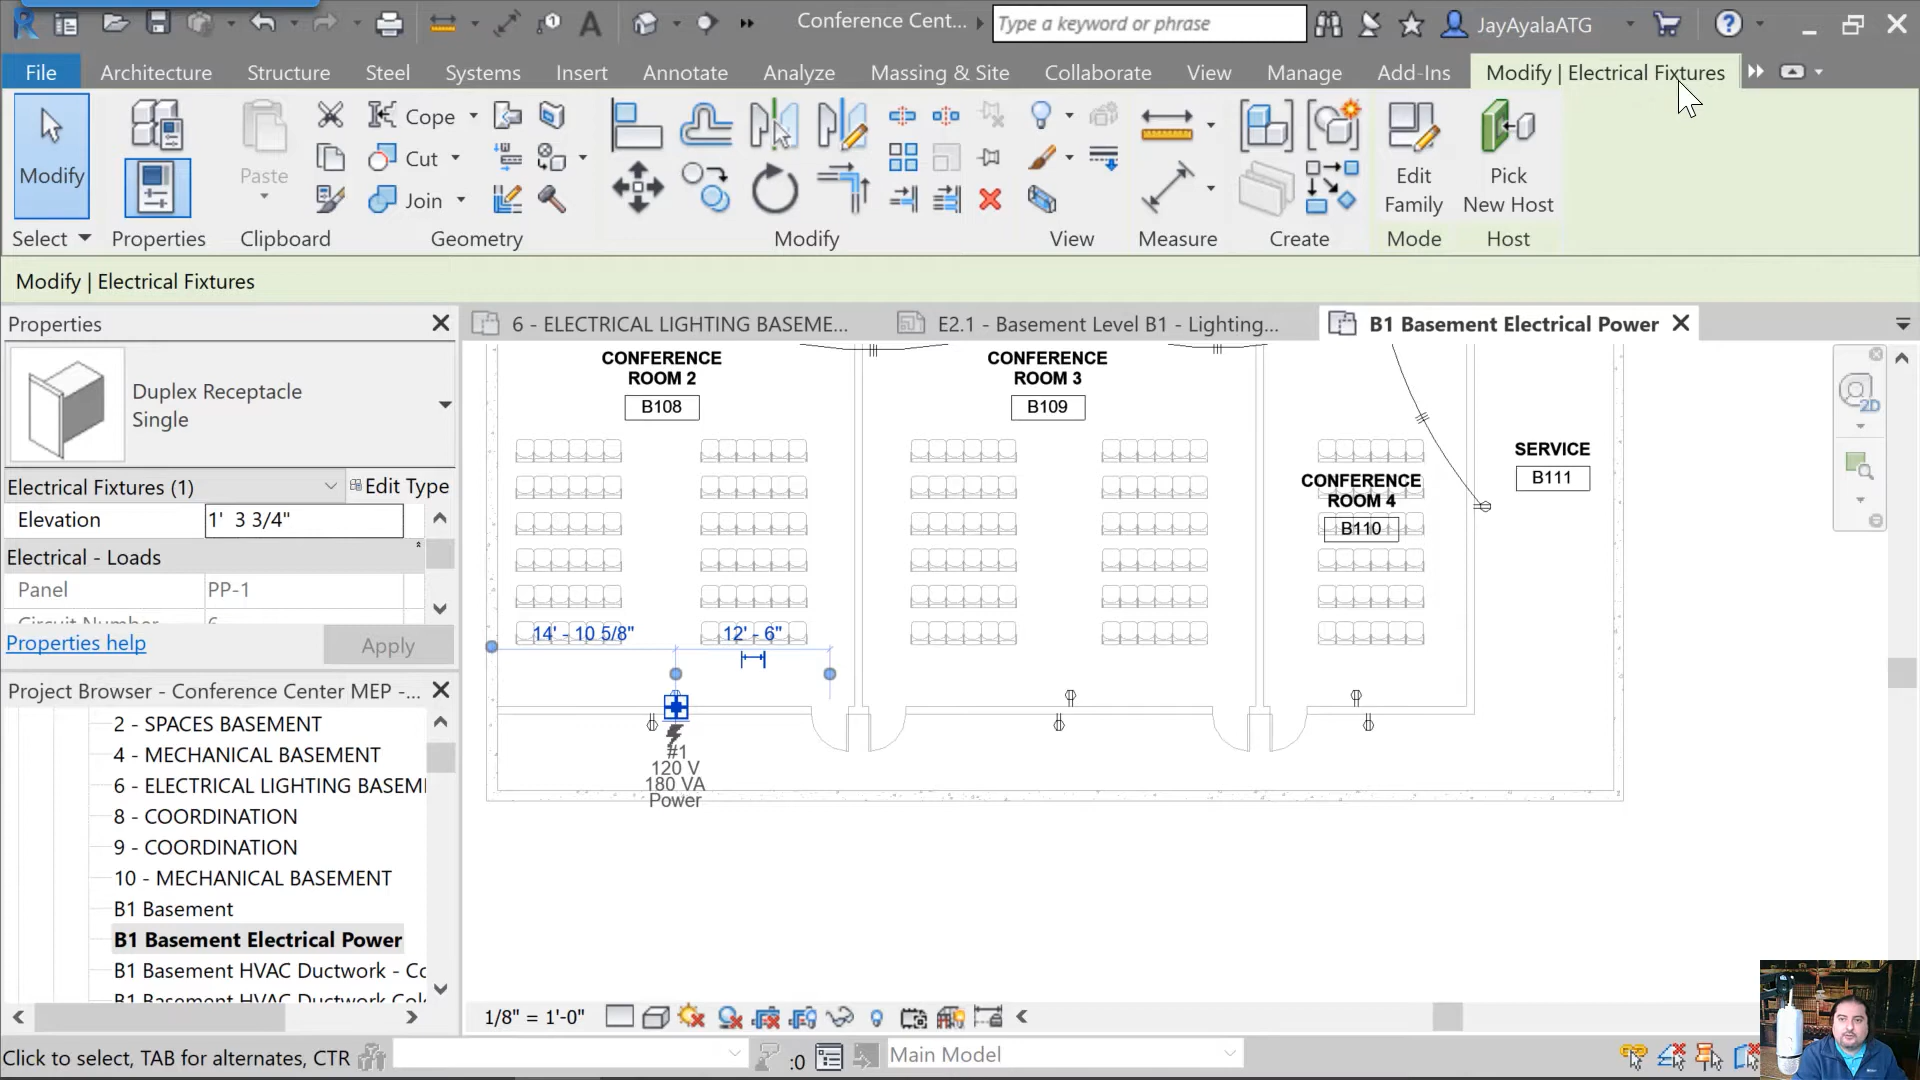 Conference Cent...
Type a keyword or phrase
JayAyalaATG
File
Architecture
Structure
Steel
Systems
Insert
Annotate
Analyze
Massing & Site
Collaborate
View
Manage
Add-Ins
Modify | Electrical Fixtures
Modify
Paste
Cope
Cut
Join
Edit
Family
Pick
New Host
Select
Properties
Clipboard
Geometry
Modify
View
Measure
Create
Mode
Host
Modify | Electrical Fixtures
Properties
6 - ELECTRICAL LIGHTING BASEME...
E2.1 - Basement Level B1 - Lighting...
B1 Basement Electrical Power
Duplex Receptacle
Single
Electrical Fixtures (1)
Edit Type
Elevation
1'  3 3/4"
Electrical - Loads
Panel
PP-1
Properties help
Apply
Project Browser - Conference Center MEP -...
2 - SPACES BASEMENT
4 - MECHANICAL BASEMENT
6 - ELECTRICAL LIGHTING BASEM
8 - COORDINATION
9 - COORDINATION
10 - MECHANICAL BASEMENT
B1 Basement
B1 Basement Electrical Power
B1 Basement HVAC Ductwork - Co
CONFERENCE
ROOM 2
B108
CONFERENCE
ROOM 3
B109
CONFERENCE
ROOM 4
B110
SERVICE
B111
2D
14' - 10 5/8"
12' - 6"
#1
120 V
180 VA
Power
1/8" = 1'-0"
Click to select, TAB for alternates, CTR
:0
Main Model